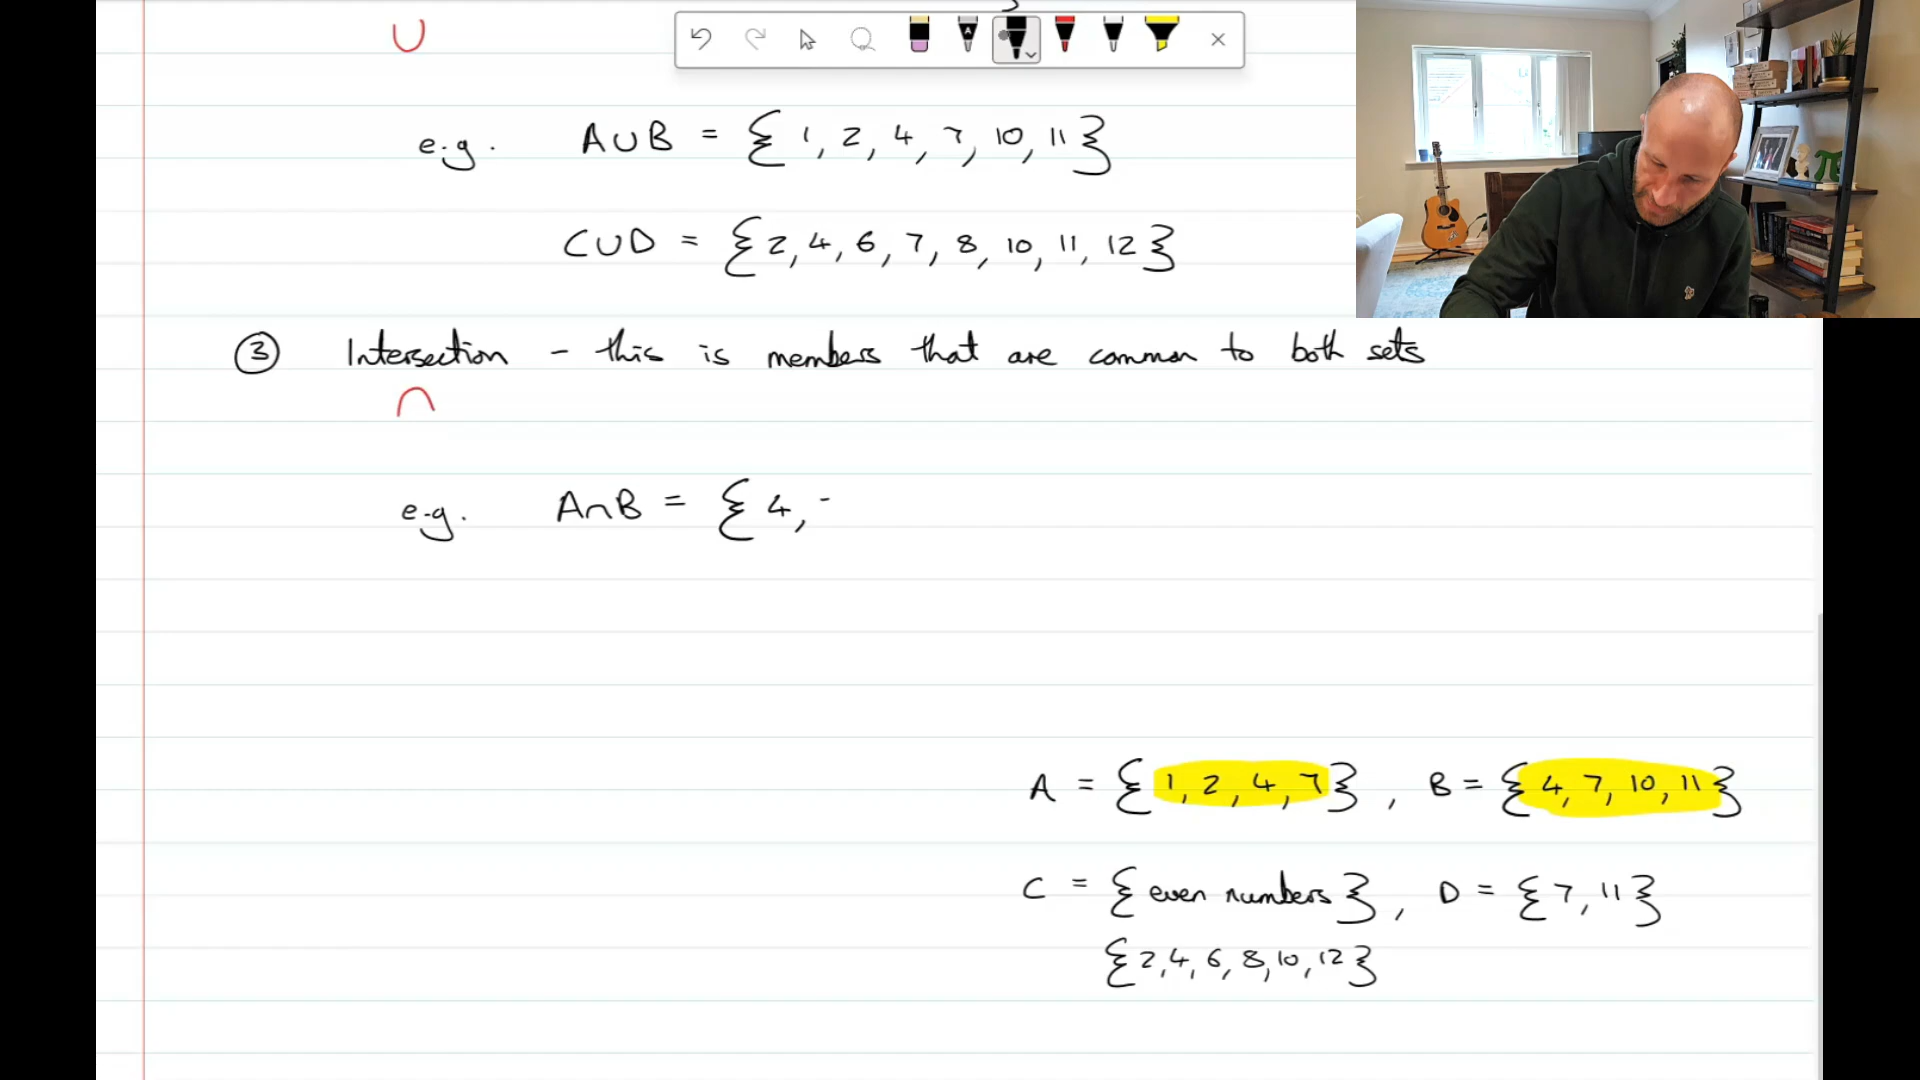 ∪
e.g. A∪B = {1, 2, 4, 7, 10, 11}
C∪D = {2, 4, 6, 7, 8, 10, 11, 12}
③ Intersection - this is members that are common to both sets
∩
e.g. A∩B = {4,
A = {1, 2, 4, 7}, B = {4, 7, 10, 11}
C = {even numbers}, D = {7, 11}
{2, 4, 6, 8, 10, 12}